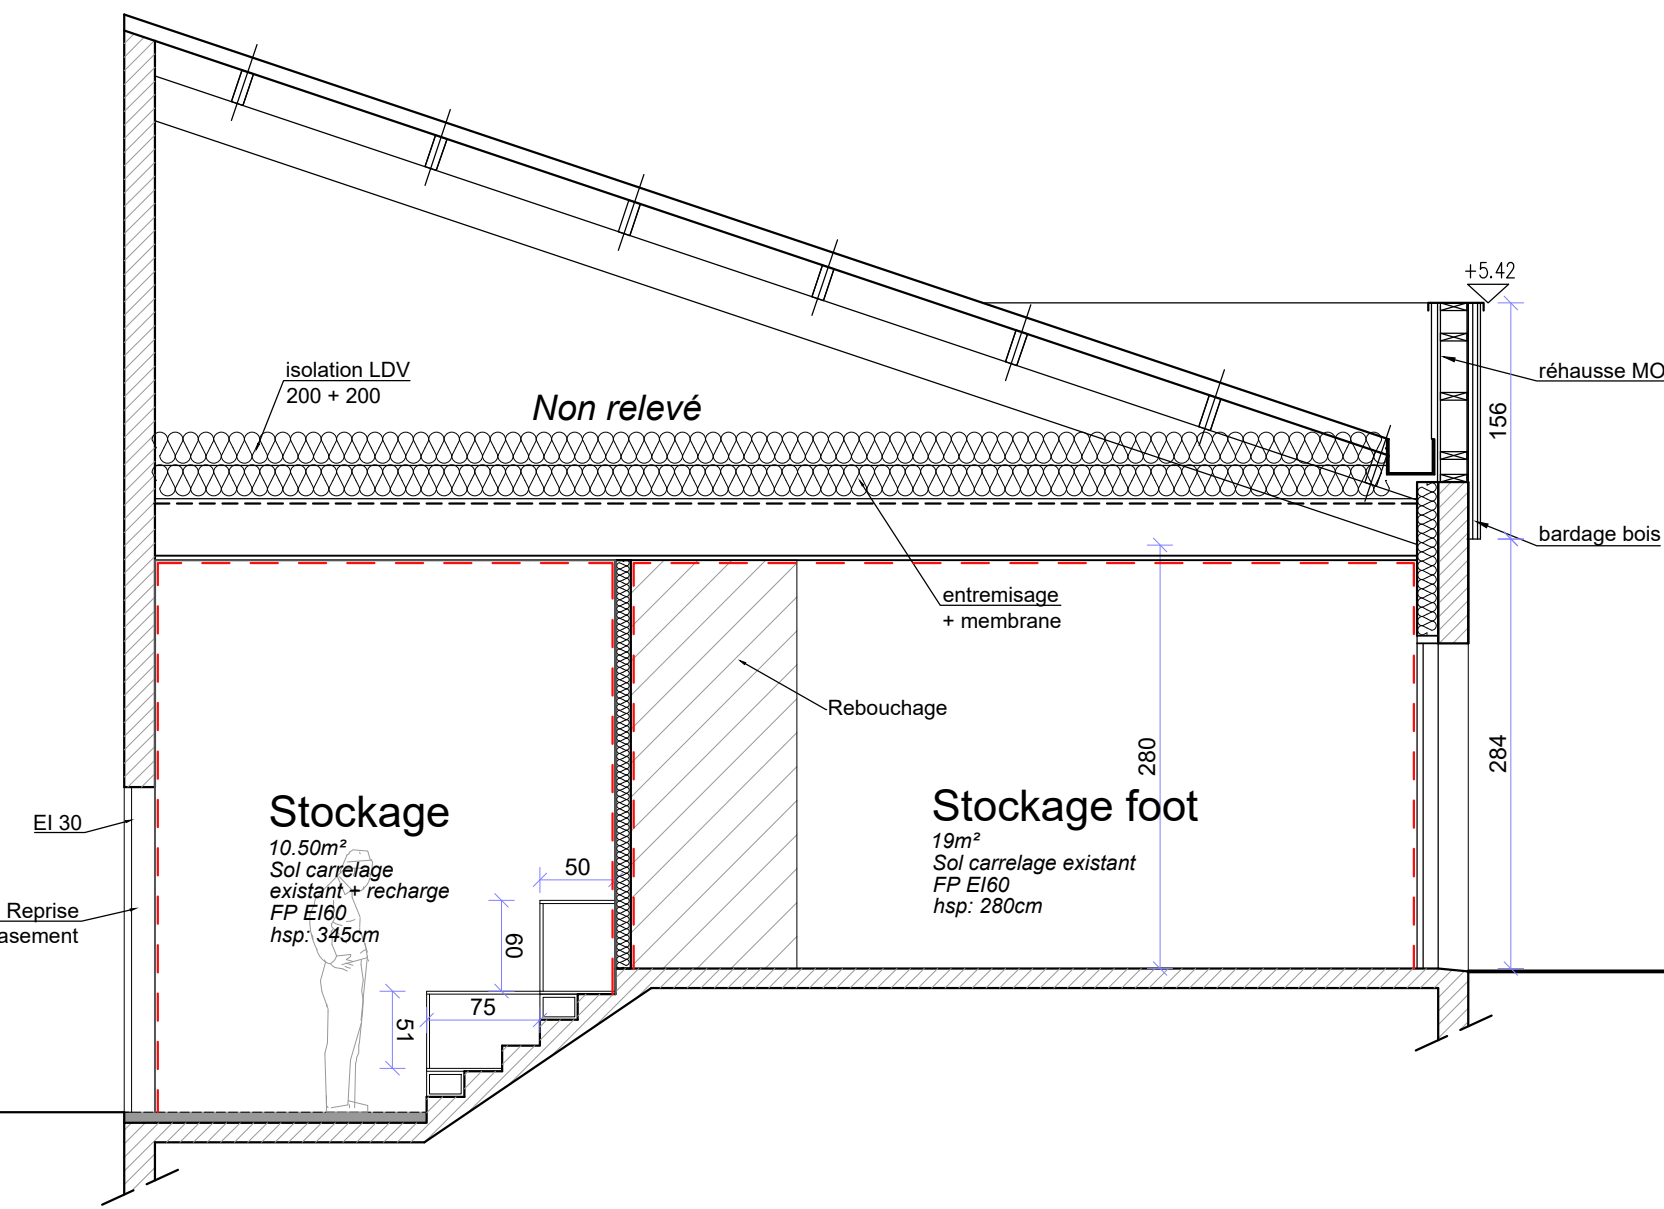 +5.42
isolation LDV
200 + 200
réhausse MO
Non relevé
156
bardage bois
entremisage
+ membrane
Rebouchage
280
284
EI 30
Stockage
10.50m²
Sol carrelage
existant + recharge
FP EI60
hsp: 345cm
Stockage foot
19m²
Sol carrelage existant
FP EI60
hsp: 280cm
50
Reprise
asement
60
75
51